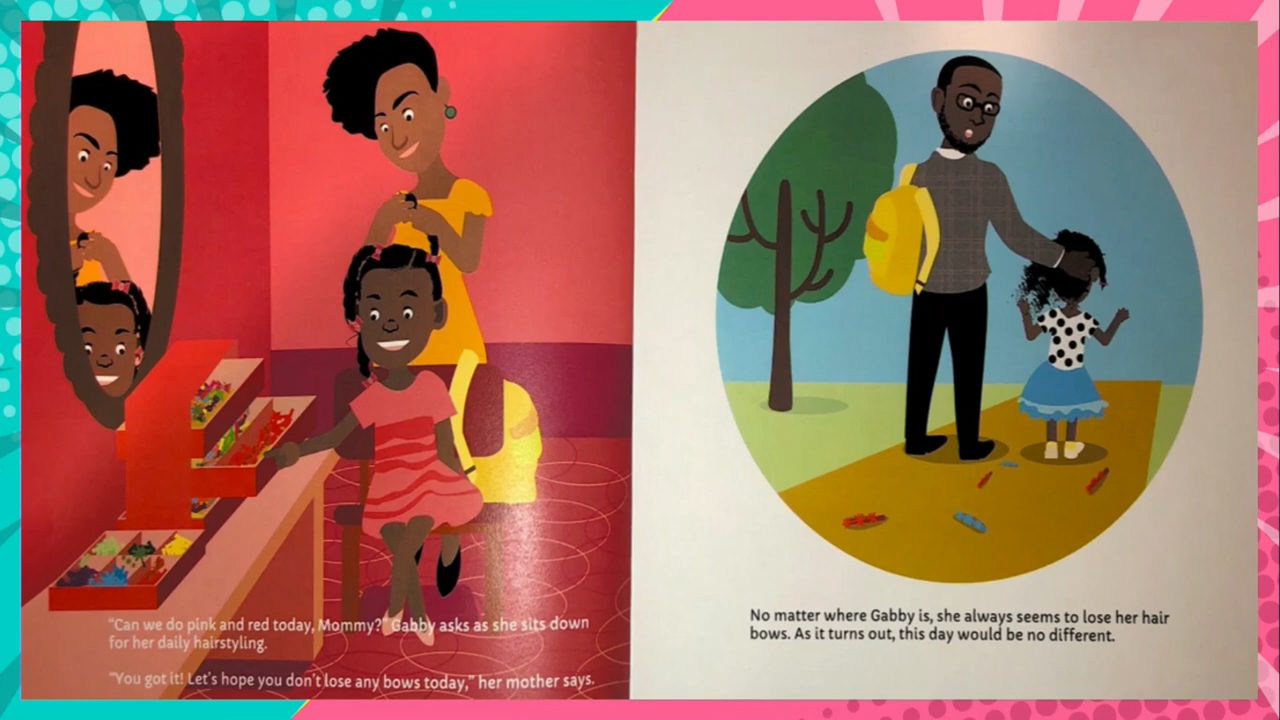 "Can we do pink and red today, Mommy?" Gabby asks as she sits down
for her daily hairstyling.
"You got it! Let's hope you don't lose any bows today," her mother says.
No matter where Gabby is, she always seems to lose her hair
bows. As it turns out, this day would be no different.